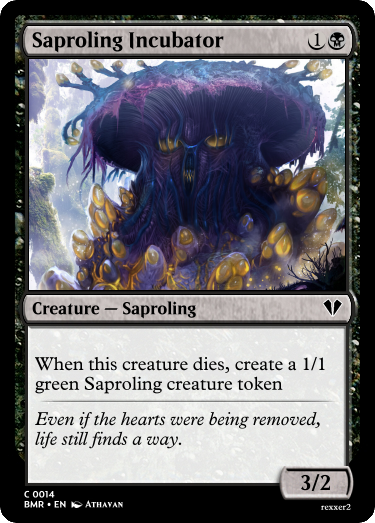 Saproling Incubator 1
Creature — Saproling
When this creature dies, create a 1/1
green Saproling creature token
Even if the hearts were being removed,
life still finds a way.
3/2
C 0014
BMR • EN Athavan
rexxer2